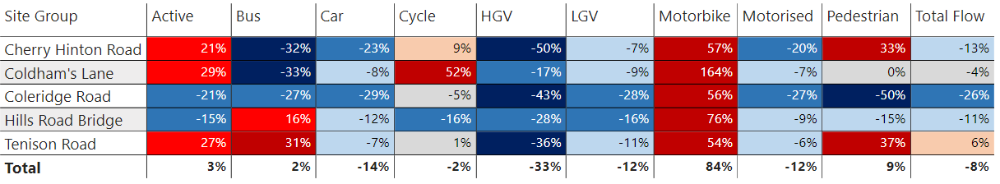 Site Group Active Bus Car Cycle HGV LGV Motorbike Motorised Pedestrian Total Flow
Cherry Hinton Road 21% -32% -23% 9% -50% -7% 57% -20% 33% -13%
Coldham's Lane 29% -33% -8% 52% -17% -9% 164% -7% 0% -4%
Coleridge Road -21% -27% -29% -5% -43% -28% 56% -27% -50% -26%
Hills Road Bridge -15% 16% -12% -16% -28% -16% 76% -9% -15% -11%
Tenison Road 27% 31% -7% 1% -36% -11% 54% -6% 37% 6%
Total 3% 2% -14% -2% -33% -12% 84% -12% 9% -8%